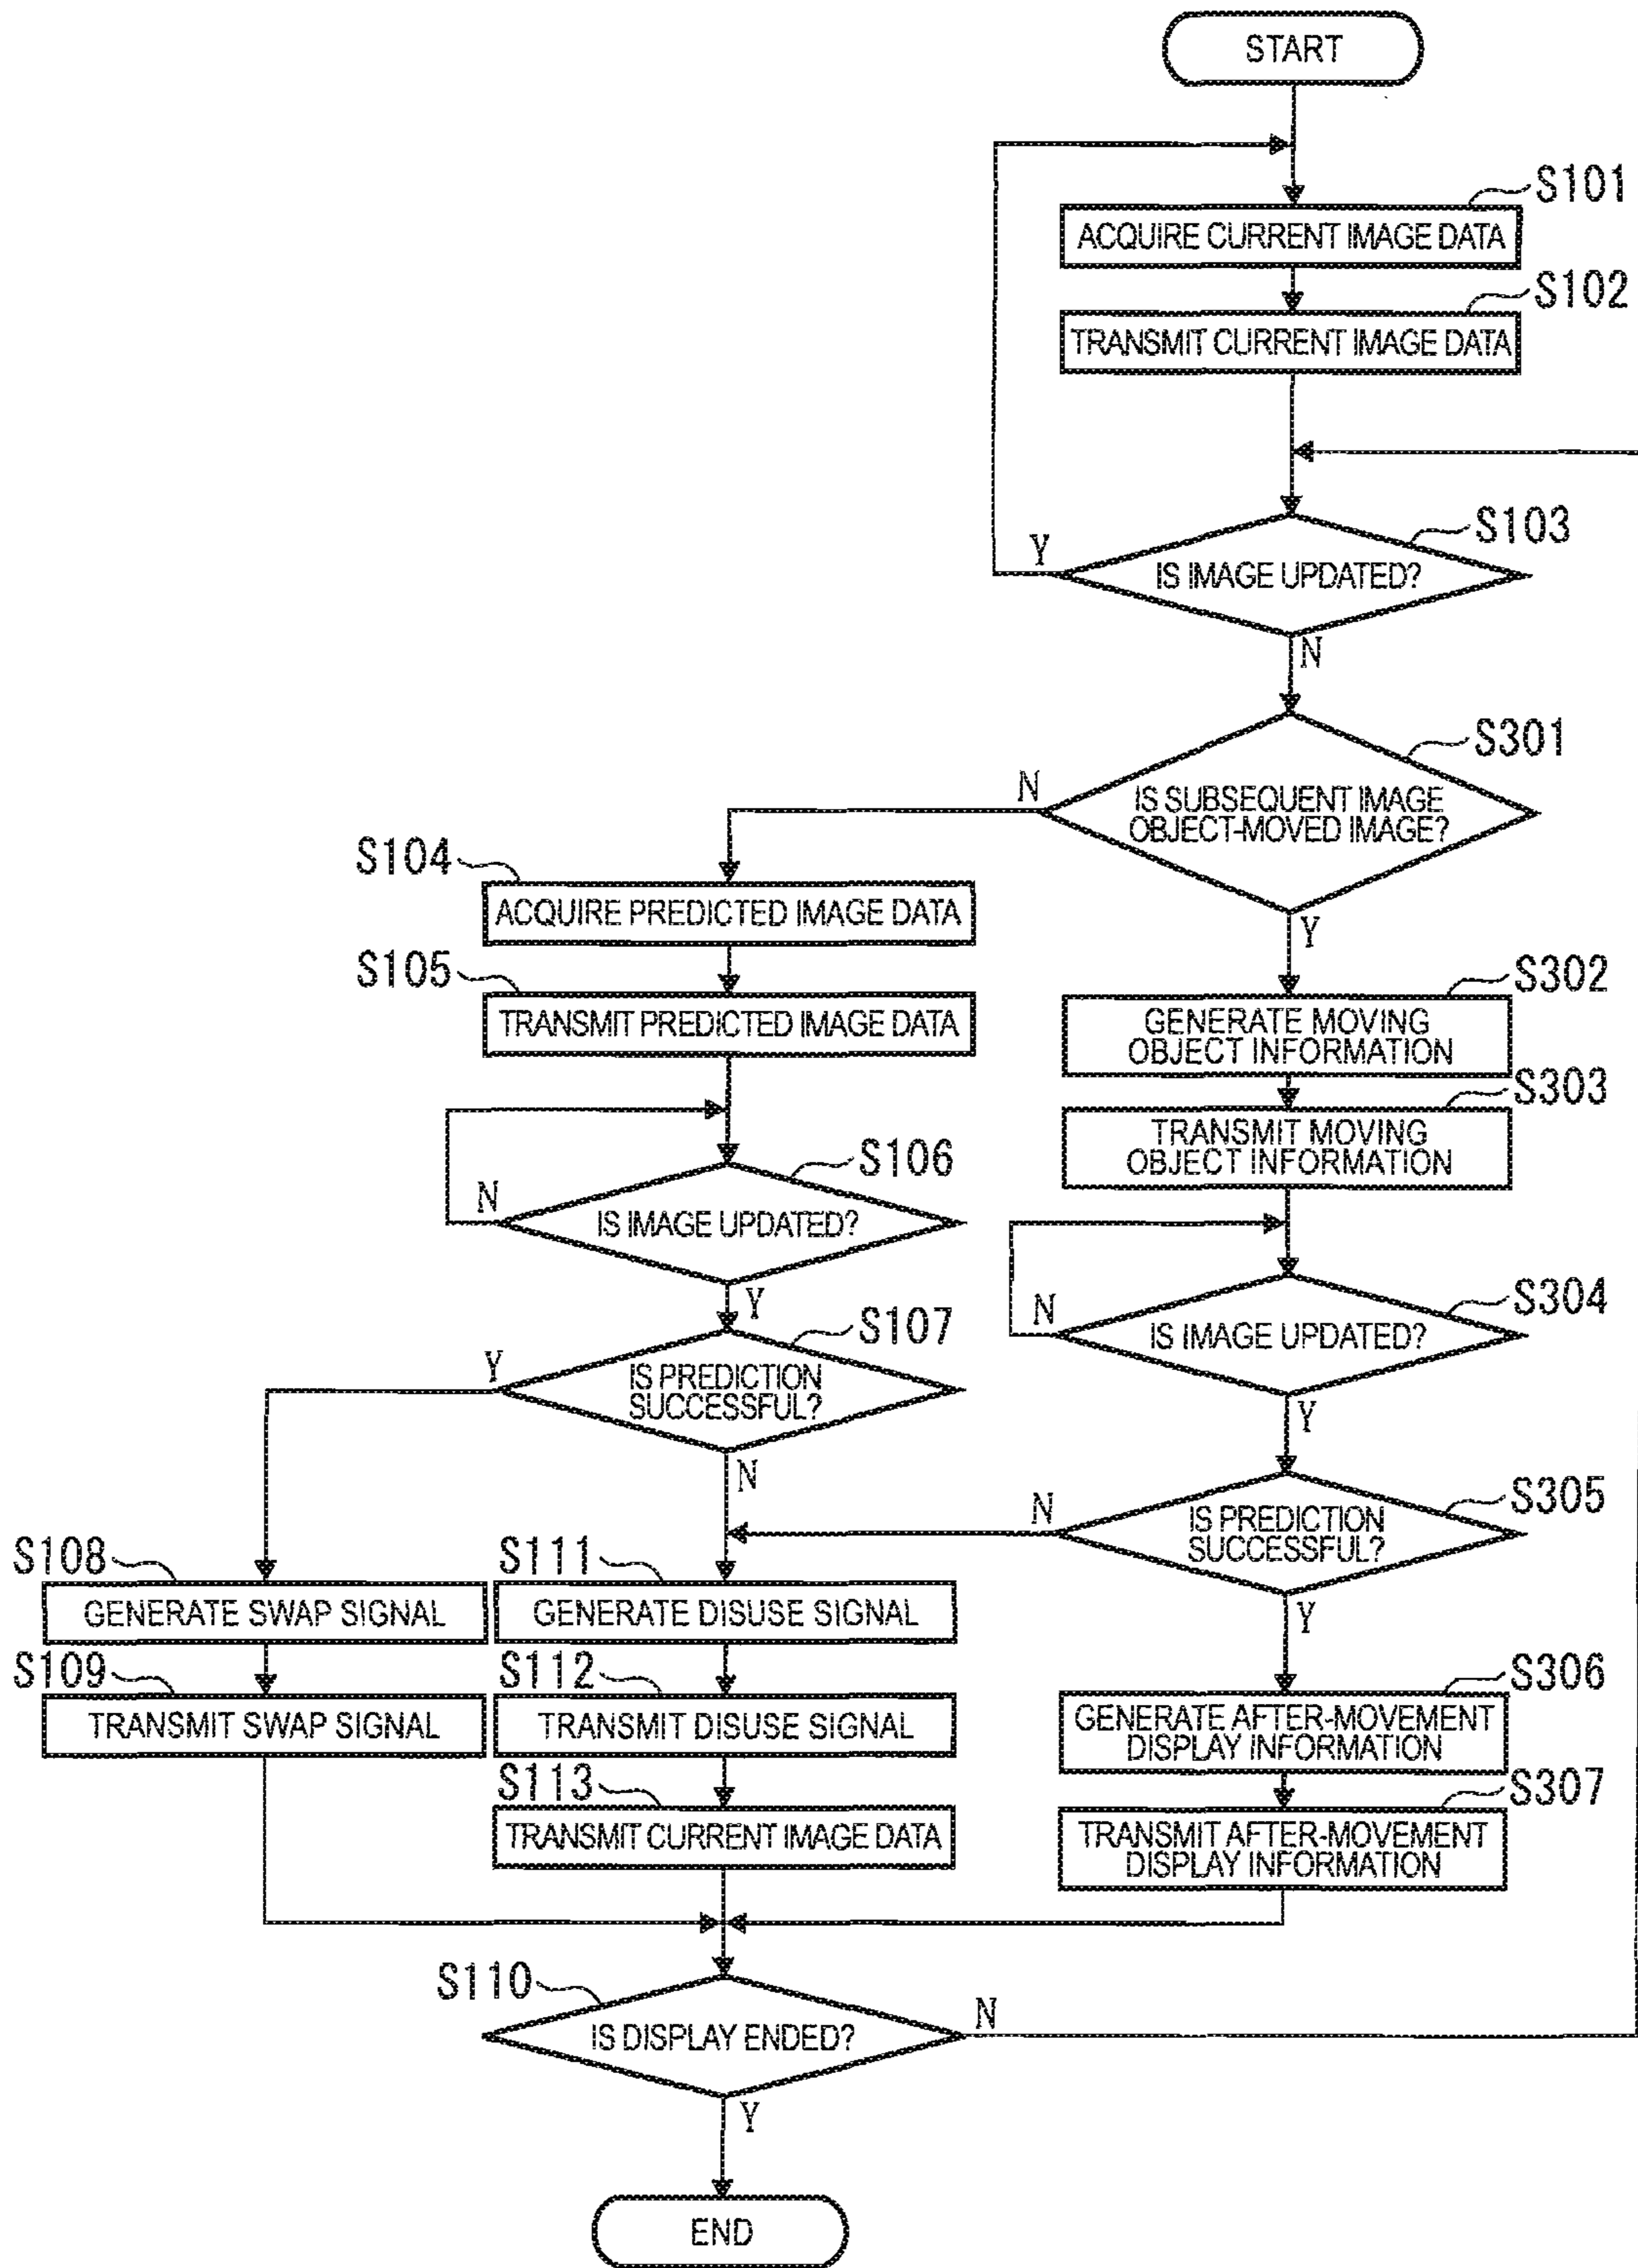 START
S101
ACQUIRE CURRENT IMAGE DATA
S102
TRANSMIT CURRENT IMAGE DATA
S103
IS IMAGE UPDATED?
Y
N
S301
IS SUBSEQUENT IMAGE
OBJECT-MOVED IMAGE?
N
Y
S104
ACQUIRE PREDICTED IMAGE DATA
S105
TRANSMIT PREDICTED IMAGE DATA
S302
GENERATE MOVING
OBJECT INFORMATION
S303
TRANSMIT MOVING
OBJECT INFORMATION
S106
IS IMAGE UPDATED?
N
Y
S304
IS IMAGE UPDATED?
N
Y
S107
IS PREDICTION
SUCCESSFUL?
Y
N
S305
IS PREDICTION
SUCCESSFUL?
N
Y
S108
GENERATE SWAP SIGNAL
S109
TRANSMIT SWAP SIGNAL
S111
GENERATE DISUSE SIGNAL
S112
TRANSMIT DISUSE SIGNAL
S113
TRANSMIT CURRENT IMAGE DATA
S306
GENERATE AFTER-MOVEMENT
DISPLAY INFORMATION
S307
TRANSMIT AFTER-MOVEMENT
DISPLAY INFORMATION
S110
IS DISPLAY ENDED?
N
Y
END